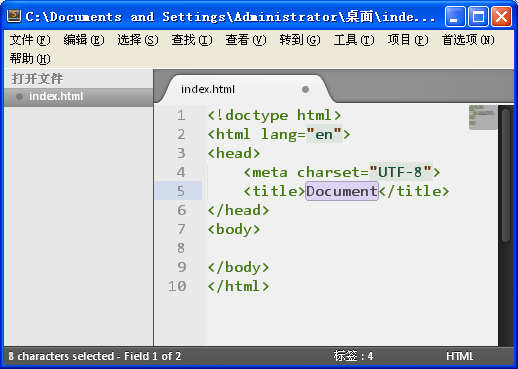 C:\Documents and Settings\Administrator\桌面\inde...
文件(F) 编辑(E) 选择(S) 查找(I) 查看(V) 转到(G) 工具(T) 项目(P) 首选项(N)
帮助(H)
打开文件
index.html
index.html
1 <!doctype html>
2 <html lang="en">
3 <head>
4     <meta charset="UTF-8">
5     <title>Document</title>
6 </head>
7 <body>
8
9 </body>
10 </html>
8 characters selected - Field 1 of 2 标签：4 HTML